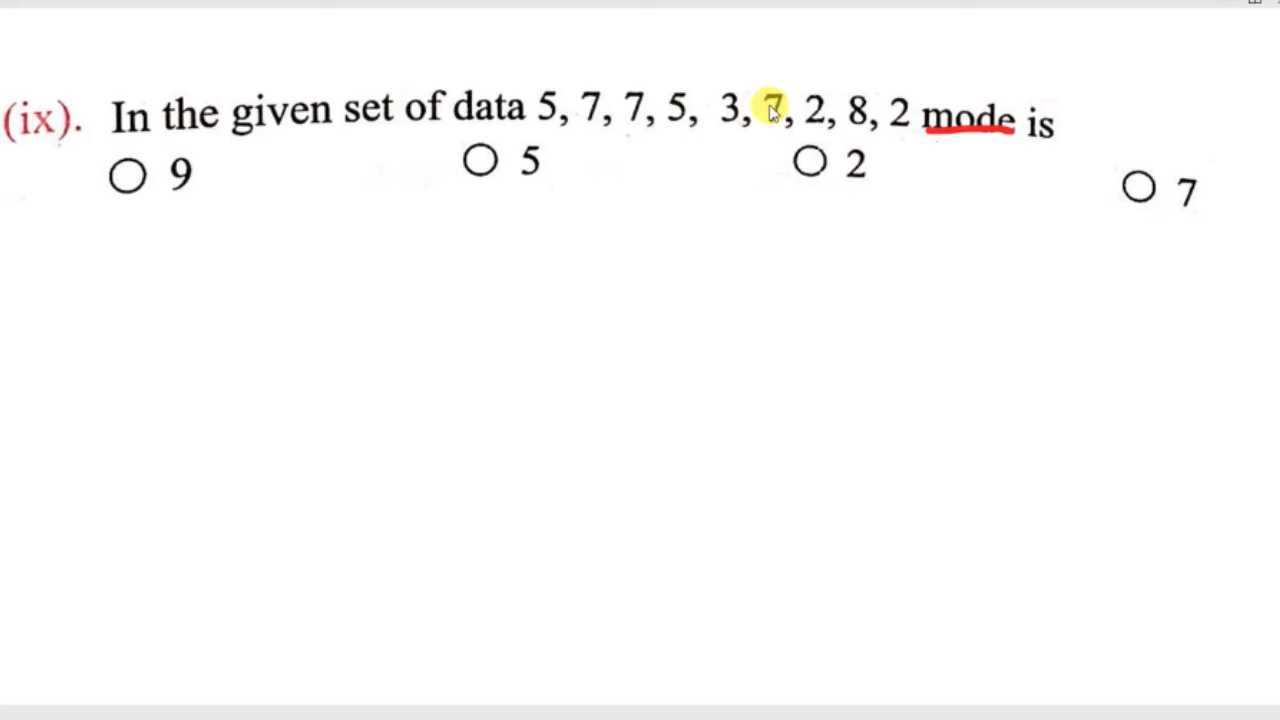 (ix). In the given set of data 5, 7, 7, 5, 3, 7, 2, 8, 2 mode is
9 5 2 7